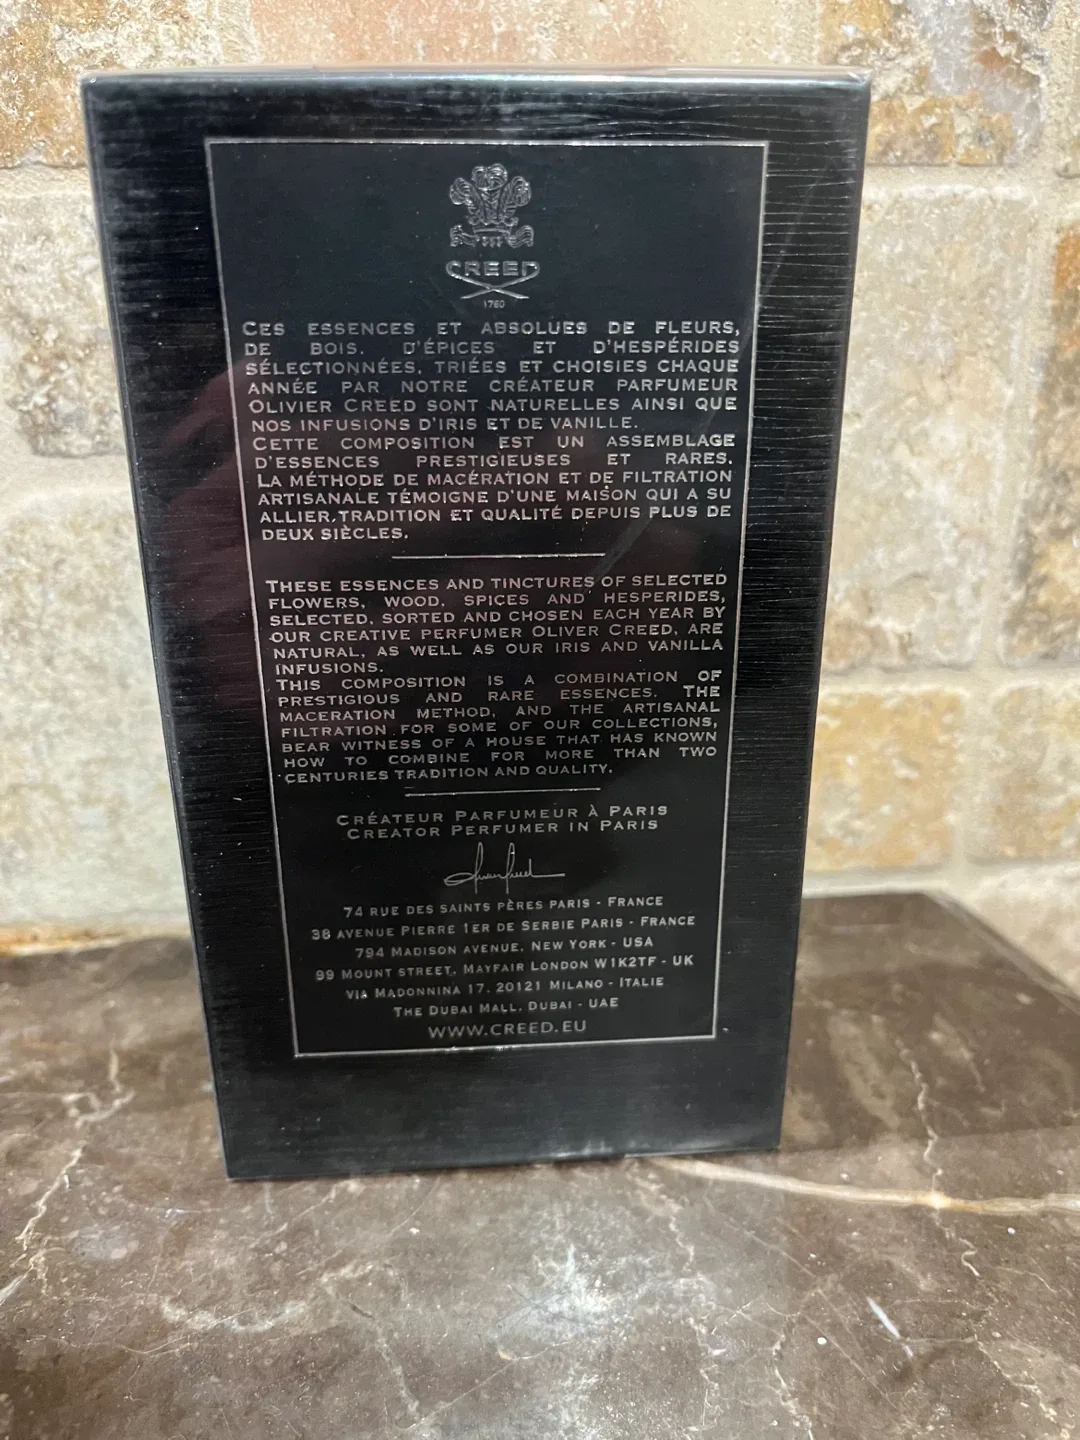 CREED
1760
CES ESSENCES ET ABSOLUES DE FLEURS,
DE BOIS, D'ÉPICES ET D'HESPÉRIDES
SÉLECTIONNÉES, TRIÉES ET CHOISIES CHAQUE
ANNÉE PAR NOTRE CRÉATEUR PARFUMEUR
OLIVIER CREED SONT NATURELLES AINSI QUE
NOS INFUSIONS D'IRIS ET DE VANILLE.
CETTE COMPOSITION EST UN ASSEMBLAGE
D'ESSENCES PRESTIGIEUSES ET RARES.
LA MÉTHODE DE MACÉRATION ET DE FILTRATION
ARTISANALE TÉMOIGNE D'UNE MAISON QUI A SU
ALLIER TRADITION ET QUALITÉ DEPUIS PLUS DE
DEUX SIÈCLES.
THESE ESSENCES AND TINCTURES OF SELECTED
FLOWERS, WOOD, SPICES AND HESPERIDES,
SELECTED, SORTED AND CHOSEN EACH YEAR BY
OUR CREATIVE PERFUMER OLIVER CREED, ARE
NATURAL, AS WELL AS OUR IRIS AND VANILLA
INFUSIONS.
THIS COMPOSITION IS A COMBINATION OF
PRESTIGIOUS AND RARE ESSENCES. THE
MACERATION METHOD, AND THE ARTISANAL
FILTRATION FOR SOME OF OUR COLLECTIONS,
BEAR WITNESS OF A HOUSE THAT HAS KNOWN
HOW TO COMBINE FOR MORE THAN TWO
CENTURIES TRADITION AND QUALITY.
CRÉATEUR PARFUMEUR À PARIS
CREATOR PERFUMER IN PARIS
74 RUE DES SAINTS PÈRES PARIS - FRANCE
38 AVENUE PIERRE 1ER DE SERBIE PARIS - FRANCE
794 MADISON AVENUE, NEW YORK - USA
99 MOUNT STREET, MAYFAIR LONDON W1K2TF - UK
VIA MADONNINA 17, 20121 MILANO - ITALIE
THE DUBAI MALL, DUBAI - UAE
WWW.CREED.EU